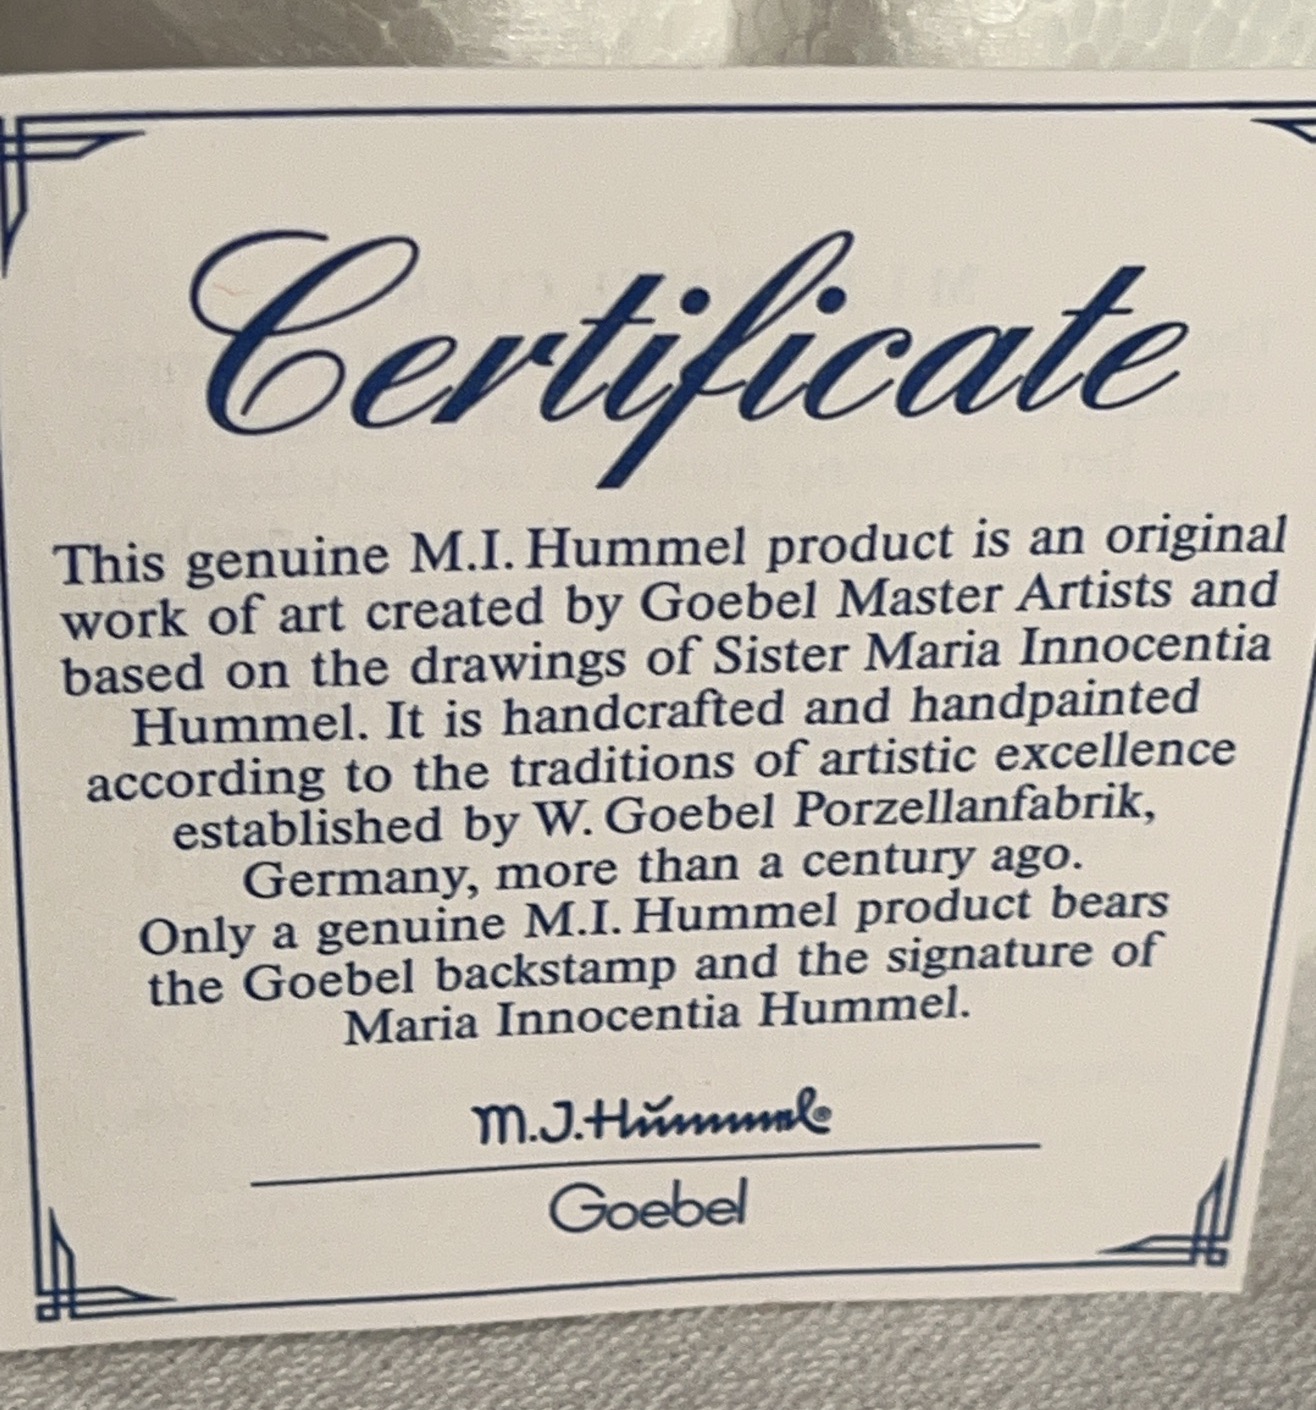 Certificate
This genuine M.I. Hummel product is an original
work of art created by Goebel Master Artists and
based on the drawings of Sister Maria Innocentia
Hummel. It is handcrafted and handpainted
according to the traditions of artistic excellence
established by W. Goebel Porzellanfabrik,
Germany, more than a century ago.
Only a genuine M.I. Hummel product bears
the Goebel backstamp and the signature of
Maria Innocentia Hummel.
M.J. Hummel
Goebel